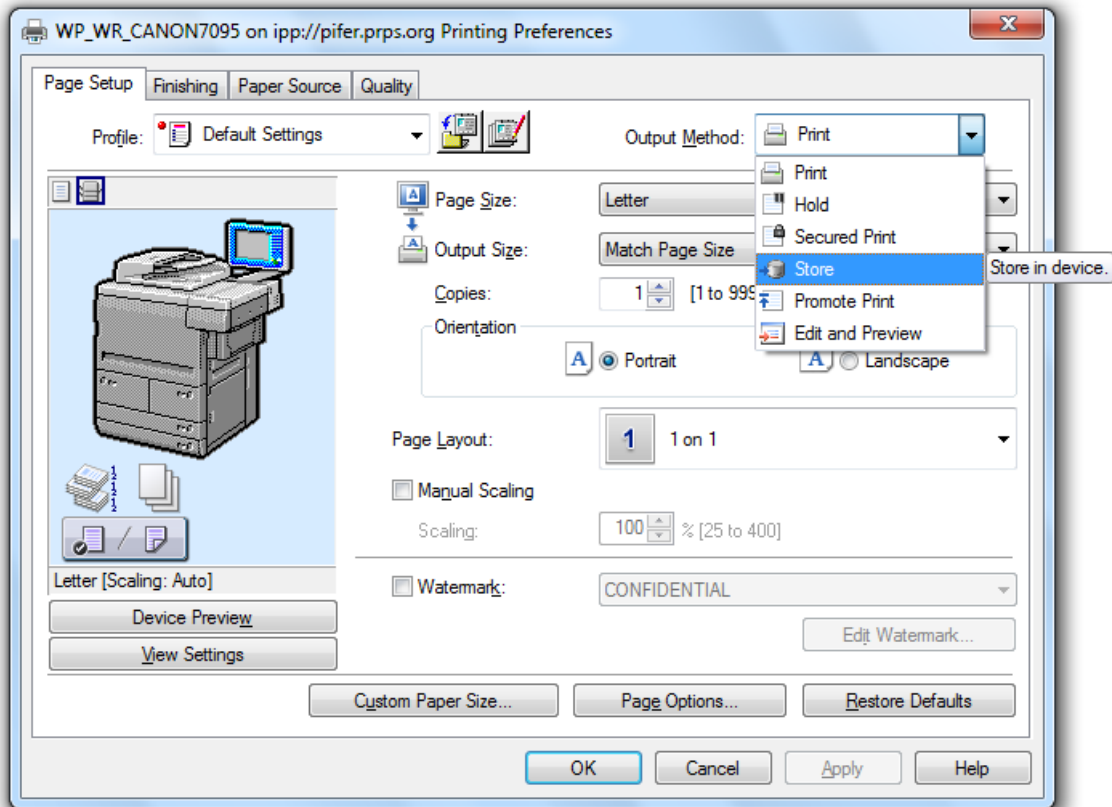 WP_WR_CANON7095 on ipp://pifer.prps.org Printing Preferences
Page Setup Finishing Paper Source Quality
Profile: Default Settings Output Method: Print
Print
Hold
Secured Print
Store
Store in device.
Promote Print
Edit and Preview
Page Size: Letter
Output Size: Match Page Size
Copies: 1 [1 to 999
Orientation
A Portrait A Landscape
Page Layout: 1 1 on 1
Manual Scaling
Scaling: 100 % [25 to 400]
Letter [Scaling: Auto]
Watermark: CONFIDENTIAL
Device Preview
Edit Watermark...
View Settings
Custom Paper Size... Page Options... Restore Defaults
OK Cancel Apply Help